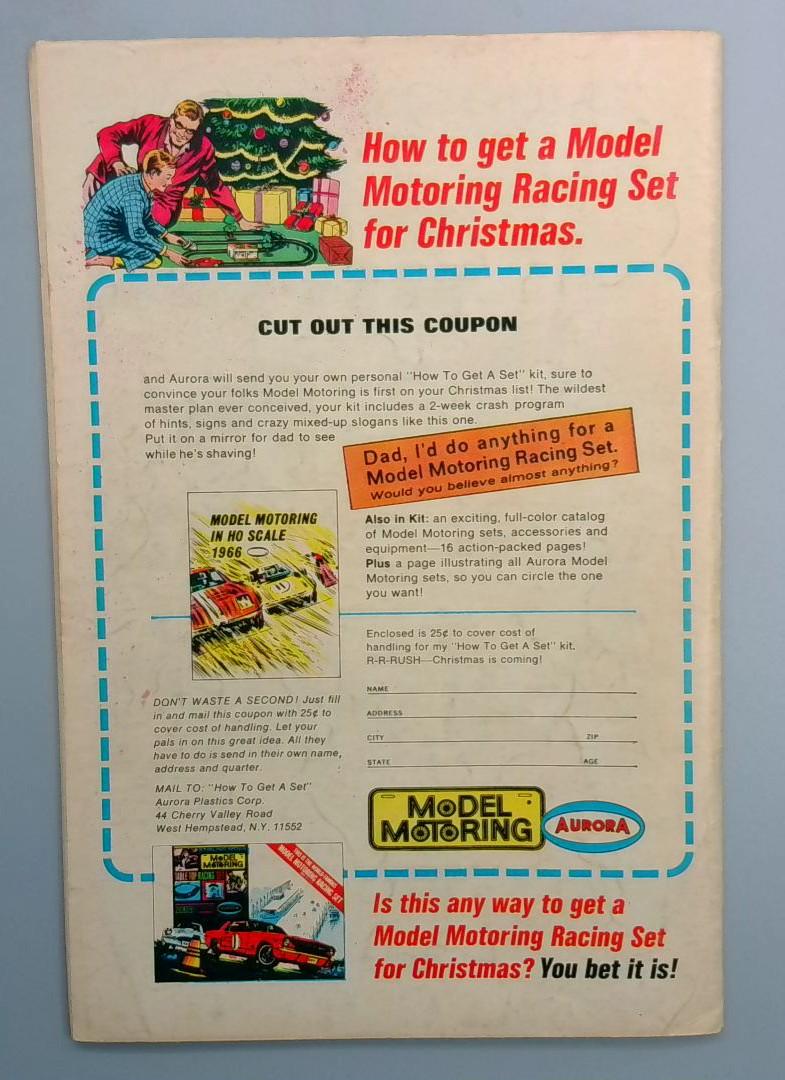 How to get a Model
Motoring Racing Set
for Christmas.
CUT OUT THIS COUPON
and Aurora will send you your own personal "How To Get A Set" kit, sure to
convince your folks Model Motoring is first on your Christmas list! The wildest
master plan ever conceived, your kit includes a 2-week crash program
of hints, signs and crazy mixed-up slogans like this one.
Put it on a mirror for dad to see
while he's shaving!
Dad, I'd do anything for a
Model Motoring Racing Set.
Would you believe almost anything?
MODEL MOTORING
IN HO SCALE
1966
Also in Kit: an exciting, full-color catalog
of Model Motoring sets, accessories and
equipment—16 action-packed pages!
Plus a page illustrating all Aurora Model
Motoring sets, so you can circle the one
you want!
Enclosed is 25¢ to cover cost of
handling for my "How To Get A Set" kit.
R-R-RUSH—Christmas is coming!
NAME
ADDRESS
CITY ZIP
STATE AGE
DON'T WASTE A SECOND! Just fill
in and mail this coupon with 25¢ to
cover cost of handling. Let your
pals in on this great idea. All they
have to do is send in their own name,
address and quarter.
MAIL TO: "How To Get A Set"
Aurora Plastics Corp.
44 Cherry Valley Road
West Hempstead, N.Y. 11552
MODEL
MOTORING
AURORA
MODEL
MOTORING
TABLE TOP RACING
MODEL MOTORING RACING SET
1
Is this any way to get a
Model Motoring Racing Set
for Christmas? You bet it is!